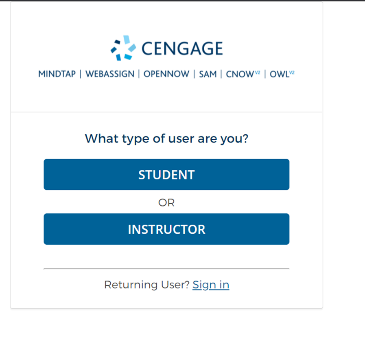 CENGAGE
MINDTAP | WEBASSIGN | OPENNOW | SAM | CNOWv2 | OWLv2
What type of user are you?
STUDENT
OR
INSTRUCTOR
Returning User? Sign in